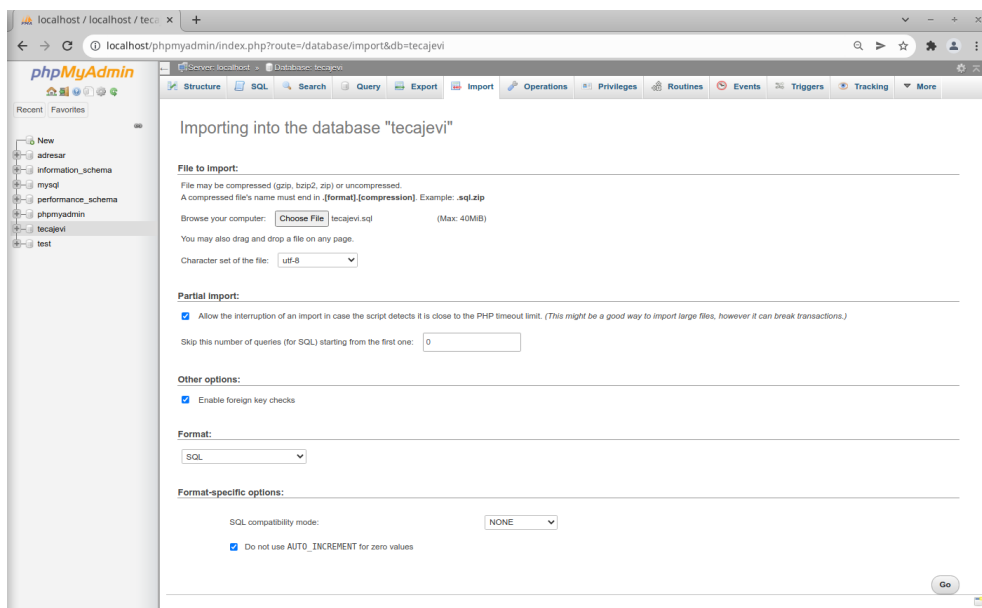 localhost / localhost / teca
localhost/phpmyadmin/index.php?route=/database/import&db=tecajevi
phpMyAdmin
Recent Favorites
New
adresar
information_schema
mysql
performance_schema
phpmyadmin
tecajevi
test
Server: localhost » Database: tecajevi
Structure SQL Search Query Export Import Operations Privileges Routines Events Triggers Tracking More
Importing into the database "tecajevi"
File to import:
File may be compressed (gzip, bzip2, zip) or uncompressed.
A compressed file's name must end in .[format].[compression]. Example: .sql.zip
Browse your computer: Choose File tecajevi.sql (Max: 40MiB)
You may also drag and drop a file on any page.
Character set of the file: utf-8
Partial import:
Allow the interruption of an import in case the script detects it is close to the PHP timeout limit. (This might be a good way to import large files, however it can break transactions.)
Skip this number of queries (for SQL) starting from the first one: 0
Other options:
Enable foreign key checks
Format:
SQL
Format-specific options:
SQL compatibility mode: NONE
Do not use AUTO_INCREMENT for zero values
Go